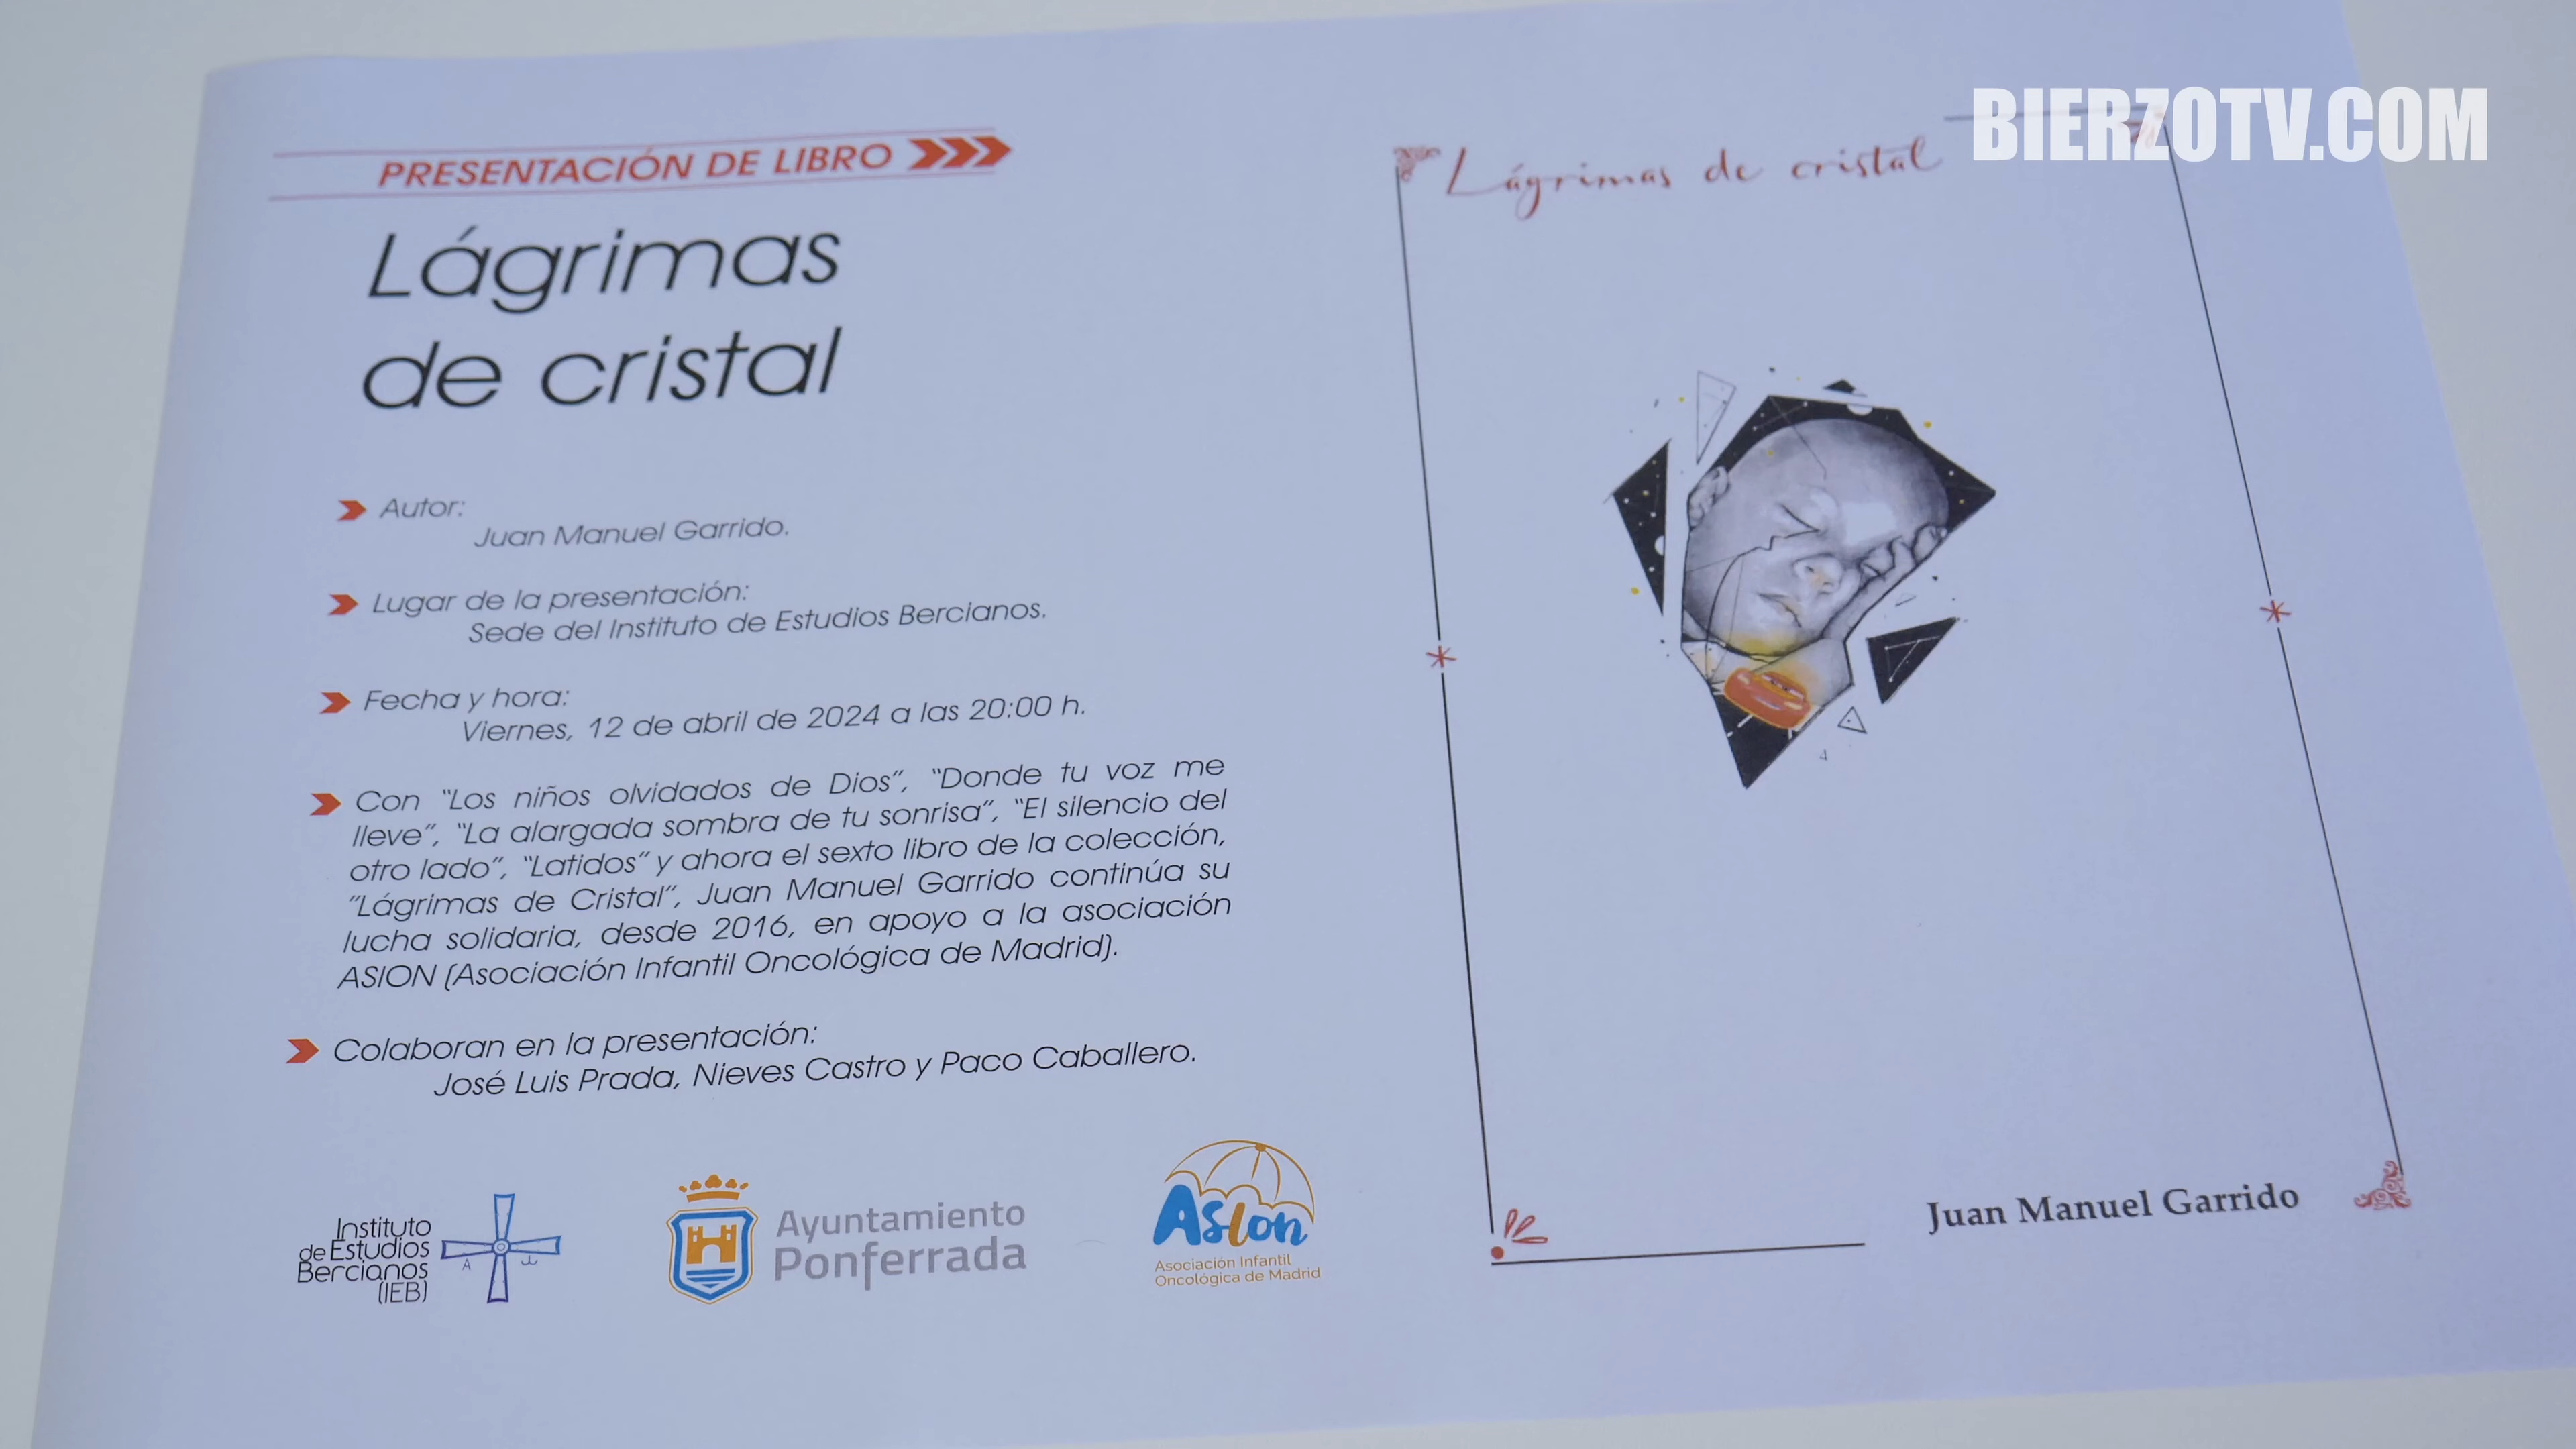 BIERZOTV.COM
PRESENTACIÓN DE LIBRO
Lágrimas
de cristal
Autor:
Juan Manuel Garrido.
Lugar de la presentación:
Sede del Instituto de Estudios Bercianos.
Fecha y hora:
Viernes, 12 de abril de 2024 a las 20:00 h.
Con “Los niños olvidados de Dios”, “Donde tu voz me
lleve”, “La alargada sombra de tu sonrisa”, “El silencio del
otro lado”, “Latidos” y ahora el sexto libro de la colección,
“Lágrimas de Cristal”, Juan Manuel Garrido continúa su
lucha solidaria, desde 2016, en apoyo a la asociación
ASION (Asociación Infantil Oncológica de Madrid).
Colaboran en la presentación:
José Luis Prada, Nieves Castro y Paco Caballero.
Instituto
de Estudios
Bercianos
(IEB)
A ω
Ayuntamiento
Ponferrada
Asion
Asociación Infantil
Oncológica de Madrid
Lágrimas de cristal
Juan Manuel Garrido